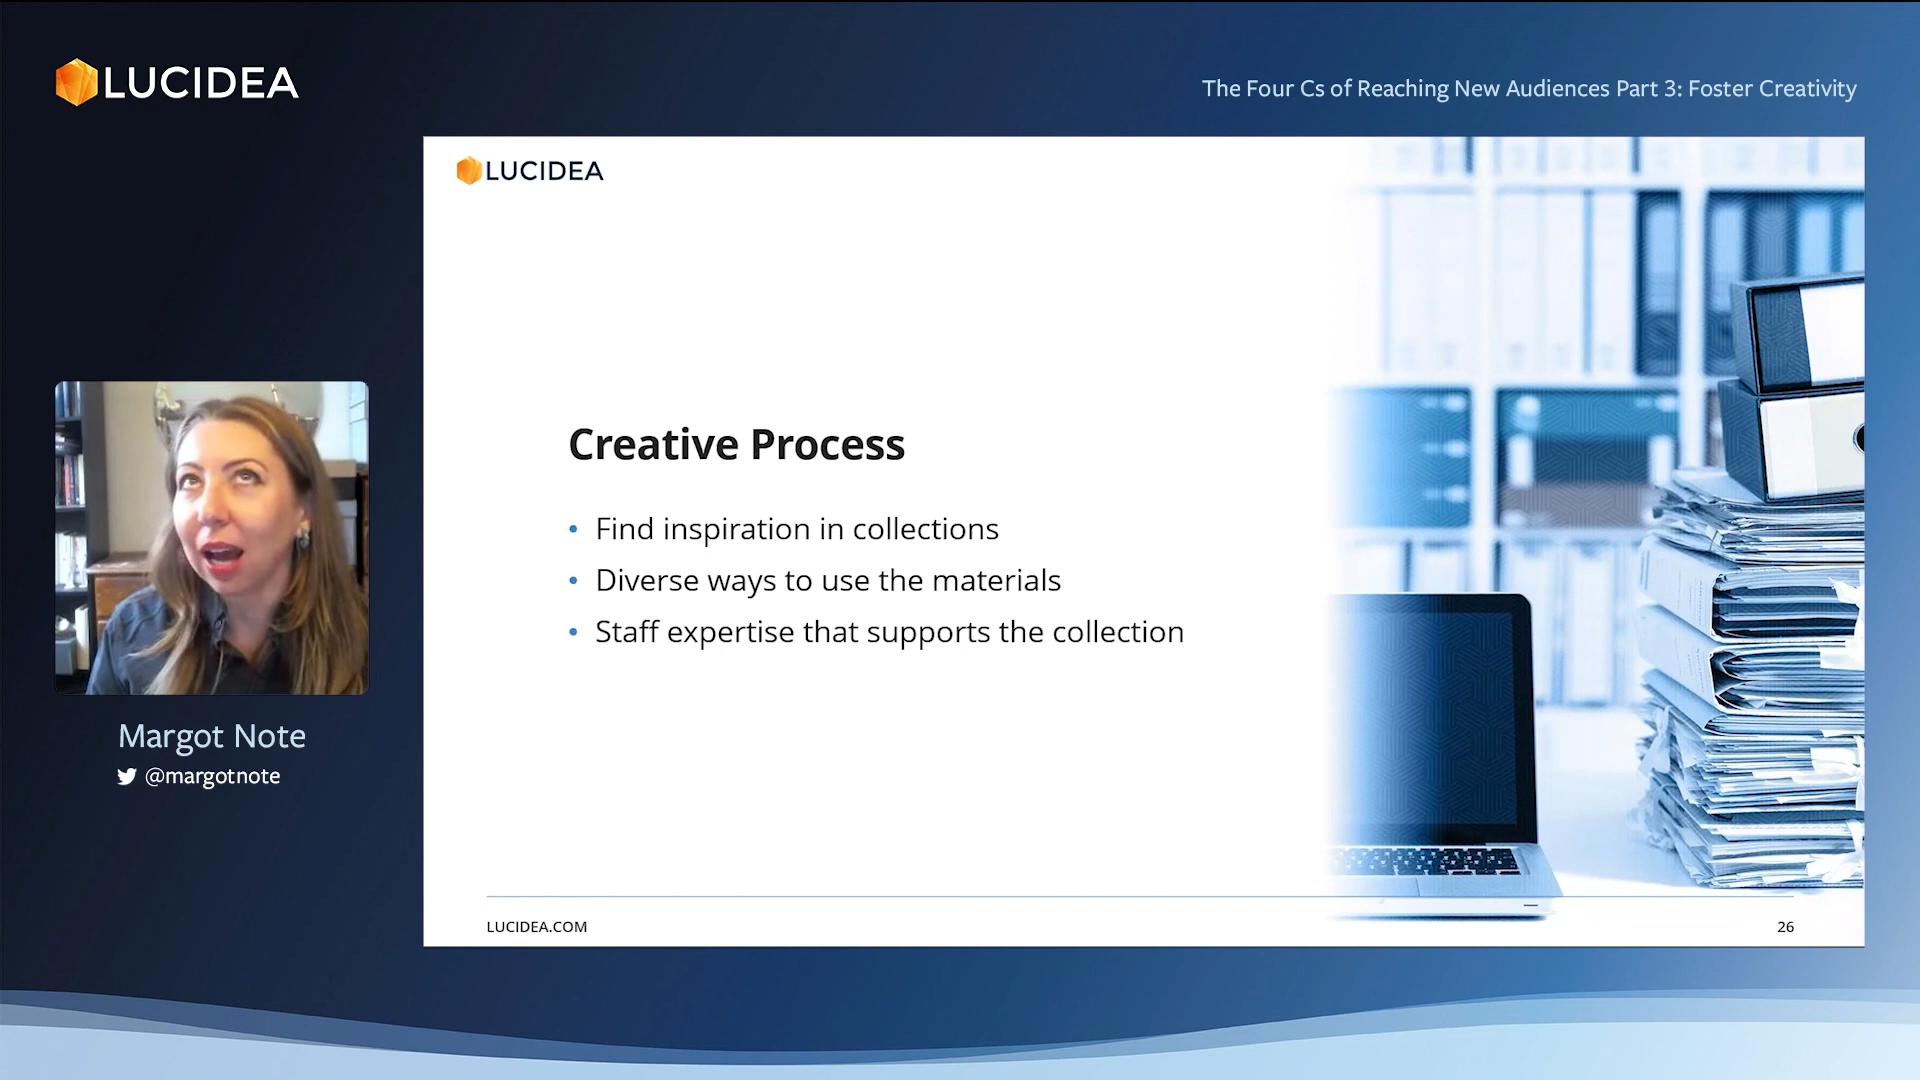 LUCIDEA
The Four Cs of Reaching New Audiences Part 3: Foster Creativity
LUCIDEA
Creative Process
• Find inspiration in collections
• Diverse ways to use the materials
• Staff expertise that supports the collection
Margot Note
@margotnote
LUCIDEA.COM
26